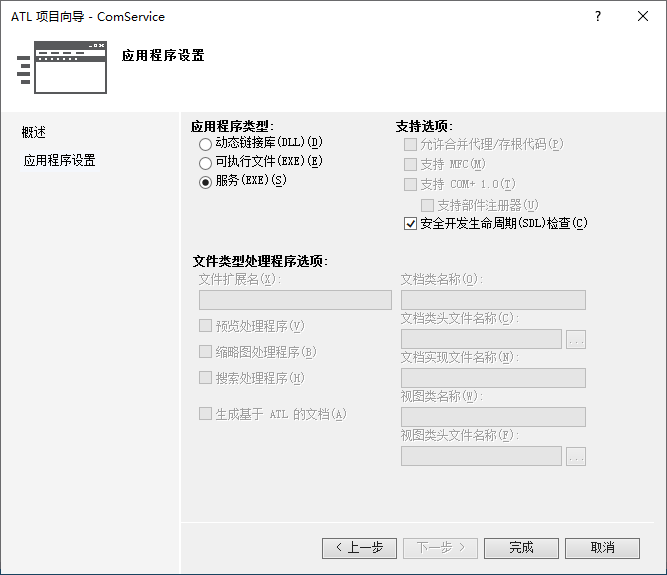 ATL 项目向导 - ComService
?
应用程序设置
概述
应用程序设置
应用程序类型:
动态链接库(DLL)(D)
可执行文件(EXE)(E)
服务(EXE)(S)
支持选项:
允许合并代理/存根代码(P)
支持 MFC(M)
支持 COM+ 1.0(T)
支持部件注册器(U)
安全开发生命周期(SDL)检查(C)
文件类型处理程序选项:
文件扩展名(X):
预览处理程序(V)
缩略图处理程序(B)
搜索处理程序(H)
生成基于 ATL 的文档(A)
文档类名称(O):
文档类头文件名称(C):
...
文档实现文件名称(N):
视图类名称(W):
视图类头文件名称(F):
...
< 上一步
下一步 >
完成
取消